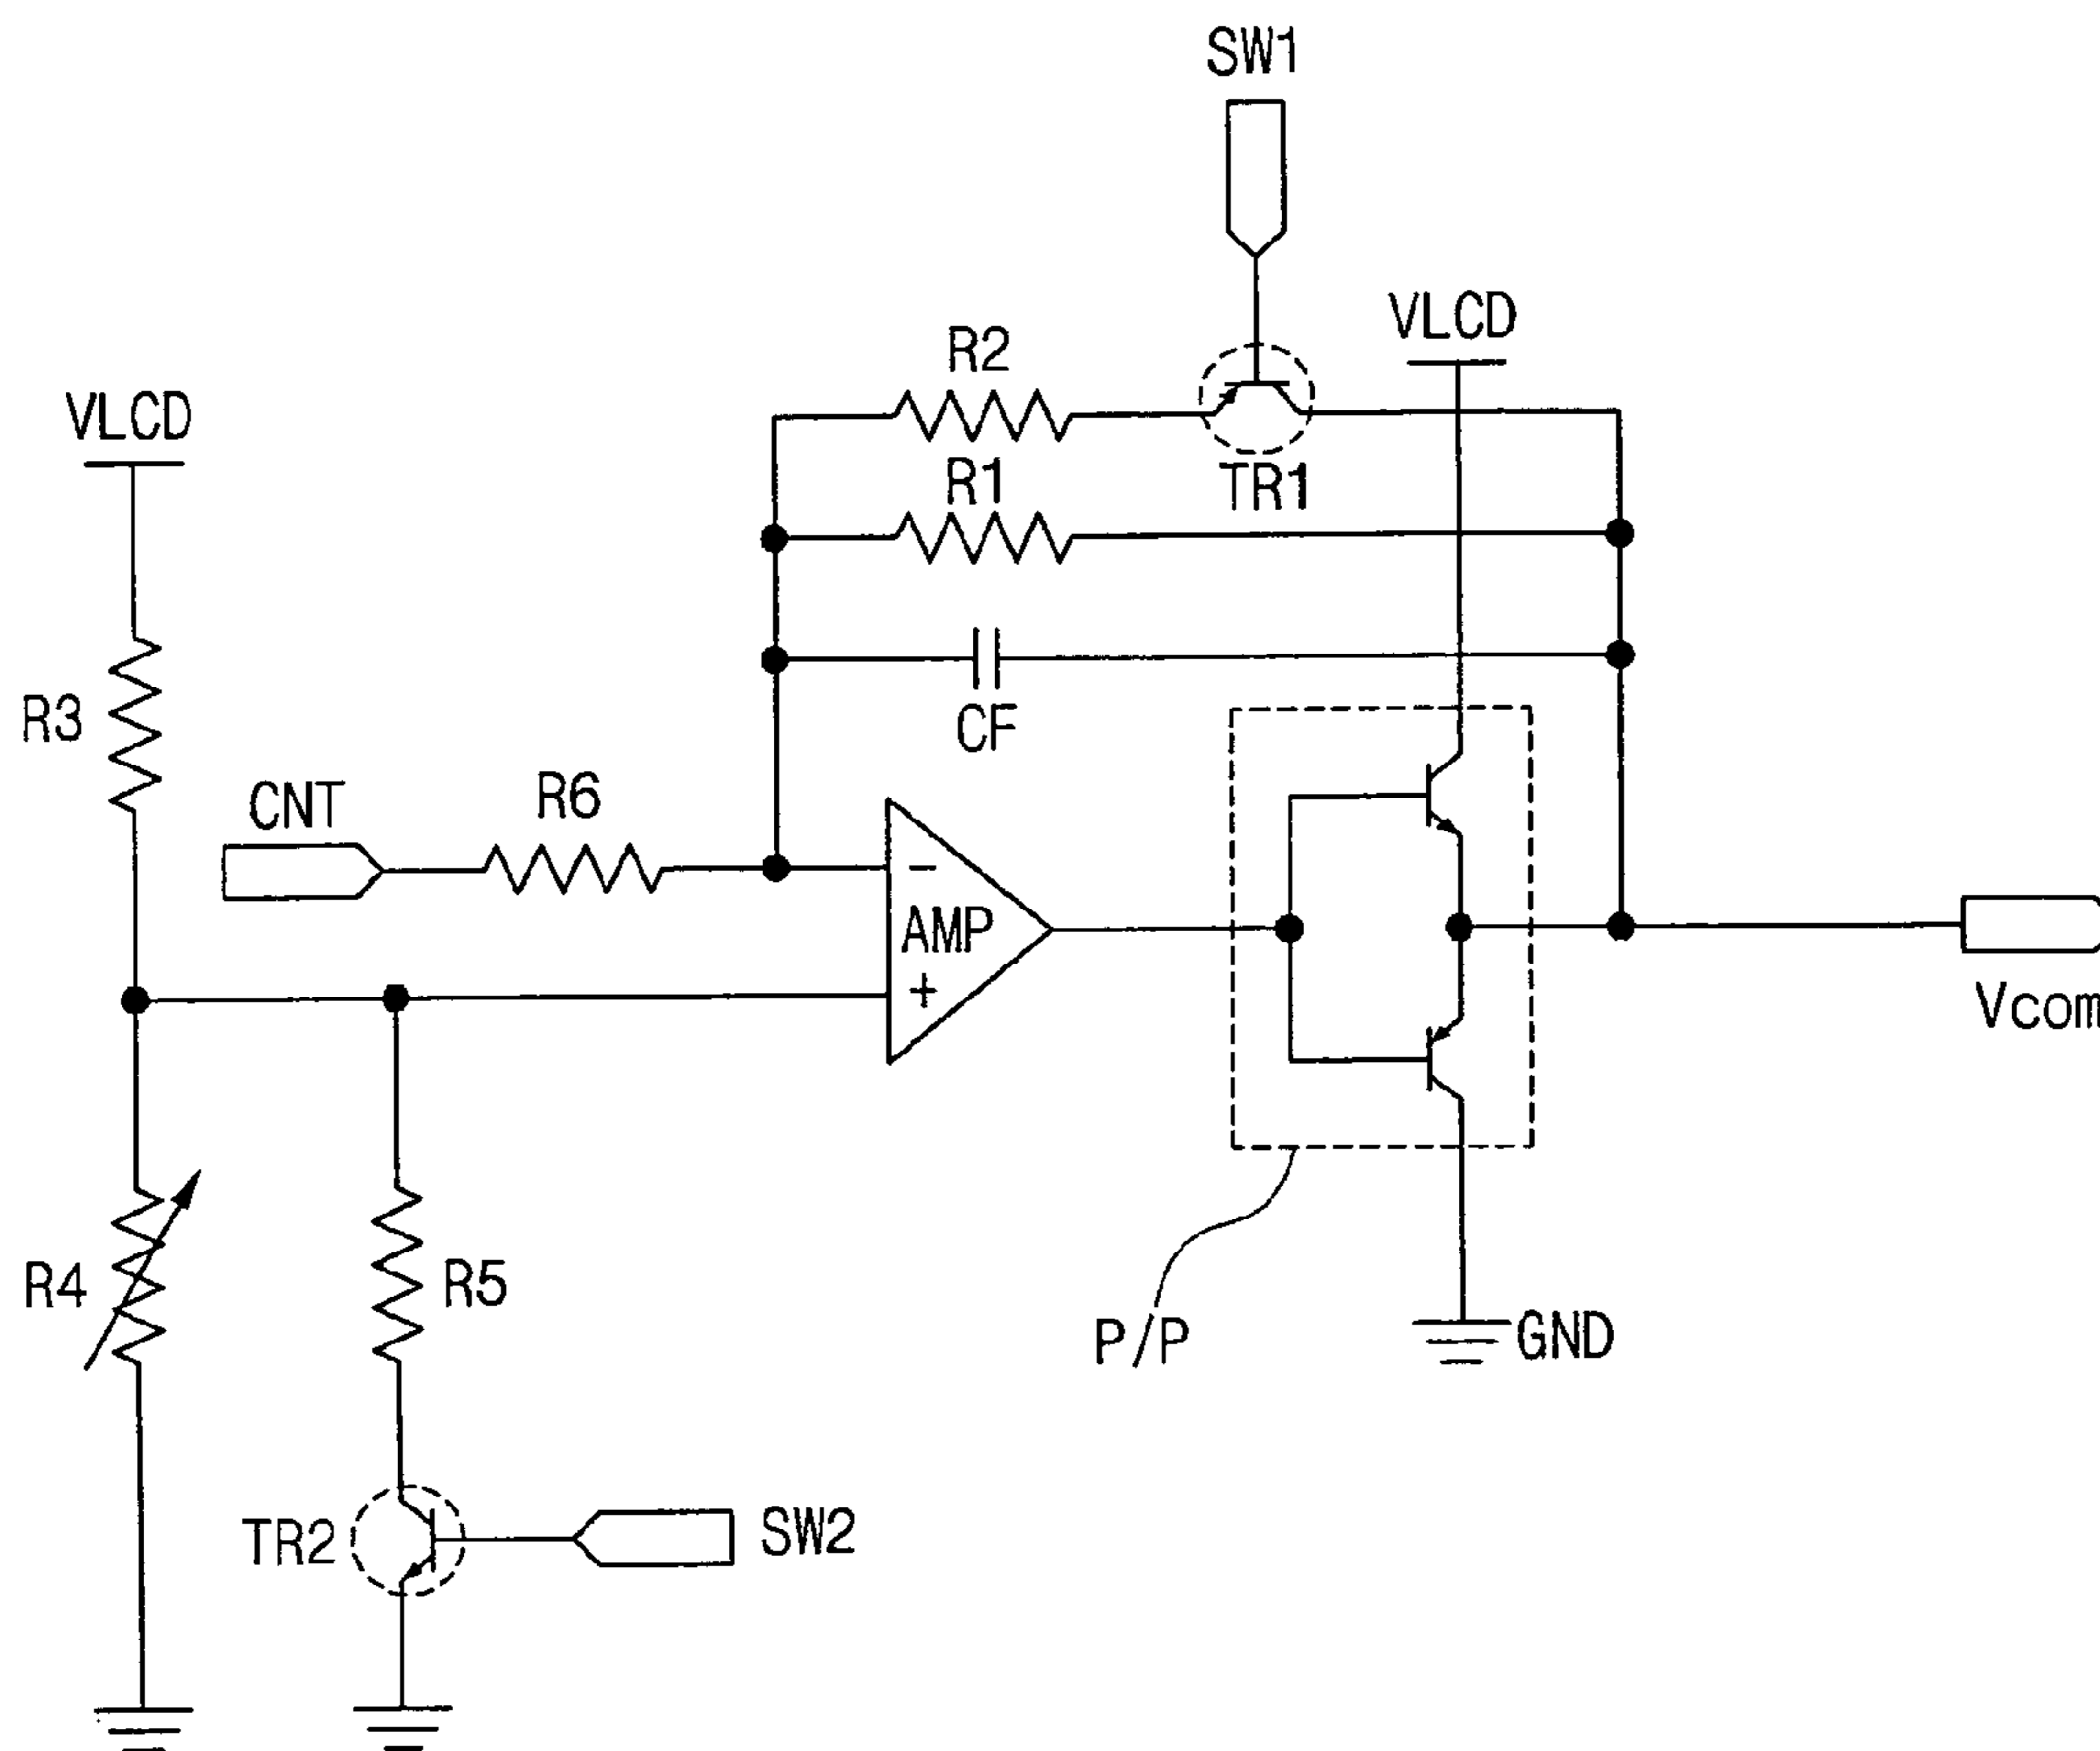 SW1
VLCD
R2
VLCD
TR1
R1
R3
CF
CNT
R6
−
AMP
+
Vcom
R4
R5
P/P
GND
TR2
SW2